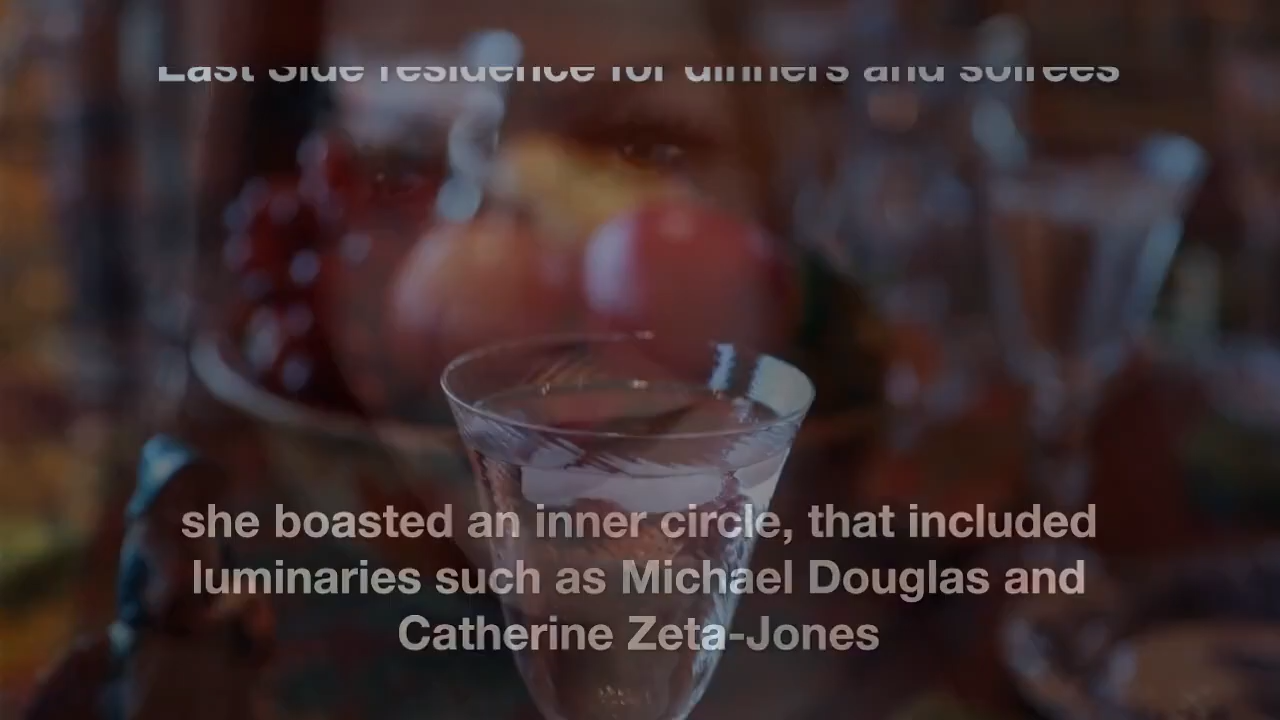 East Side residence for dinners and soirees
she boasted an inner circle, that included
luminaries such as Michael Douglas and
Catherine Zeta-Jones